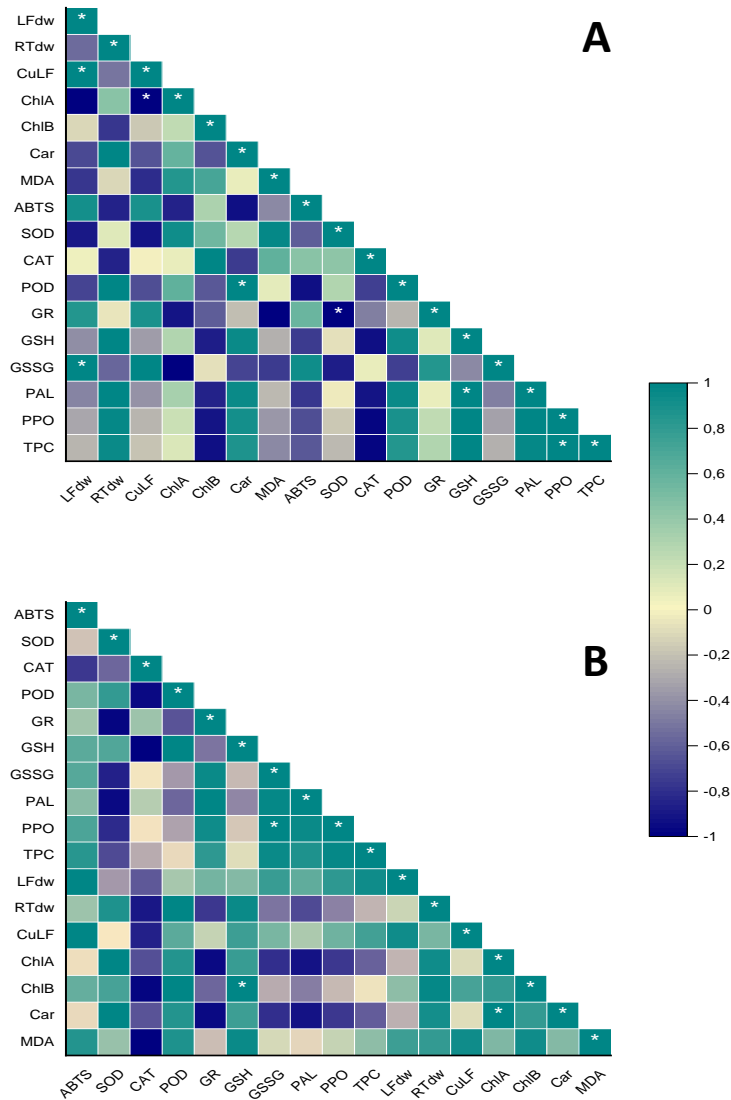 A
LFdw *
RTdw *
CuLF * *
ChlA * *
ChlB *
Car *
MDA *
ABTS *
SOD *
CAT *
POD * *
GR * *
GSH *
GSSG * *
PAL * *
PPO *
TPC * *
LFdw RTdw CuLF ChlA ChlB Car MDA ABTS SOD CAT POD GR GSH GSSG PAL PPO TPC
1
0,8
0,6
0,4
0,2
0
-0,2
-0,4
-0,6
-0,8
-1
B
ABTS *
SOD *
CAT *
POD *
GR *
GSH *
GSSG *
PAL *
PPO * *
TPC *
LFdw *
RTdw *
CuLF *
ChlA *
ChlB * *
Car * *
MDA *
ABTS SOD CAT POD GR GSH GSSG PAL PPO TPC LFdw RTdw CuLF ChlA ChlB Car MDA